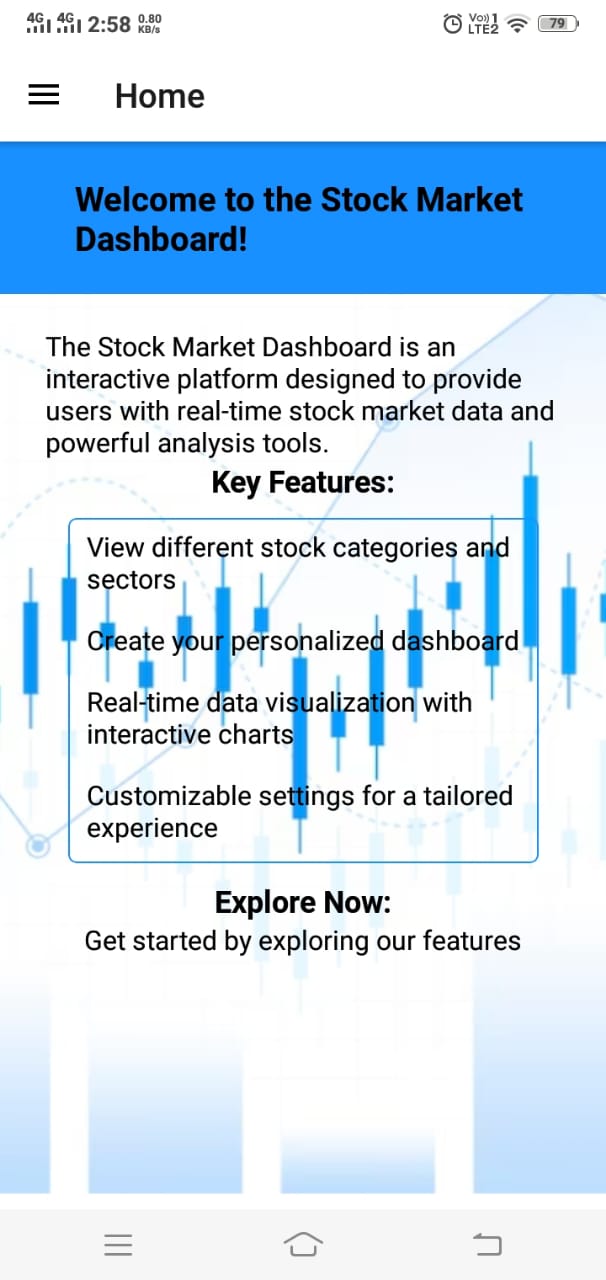 4G 4G 2:58 0.80 KB/s Vo)) 1 LTE2 79
Home
Welcome to the Stock Market
Dashboard!
The Stock Market Dashboard is an
interactive platform designed to provide
users with real-time stock market data and
powerful analysis tools.
Key Features:
View different stock categories and
sectors
Create your personalized dashboard
Real-time data visualization with
interactive charts
Customizable settings for a tailored
experience
Explore Now:
Get started by exploring our features